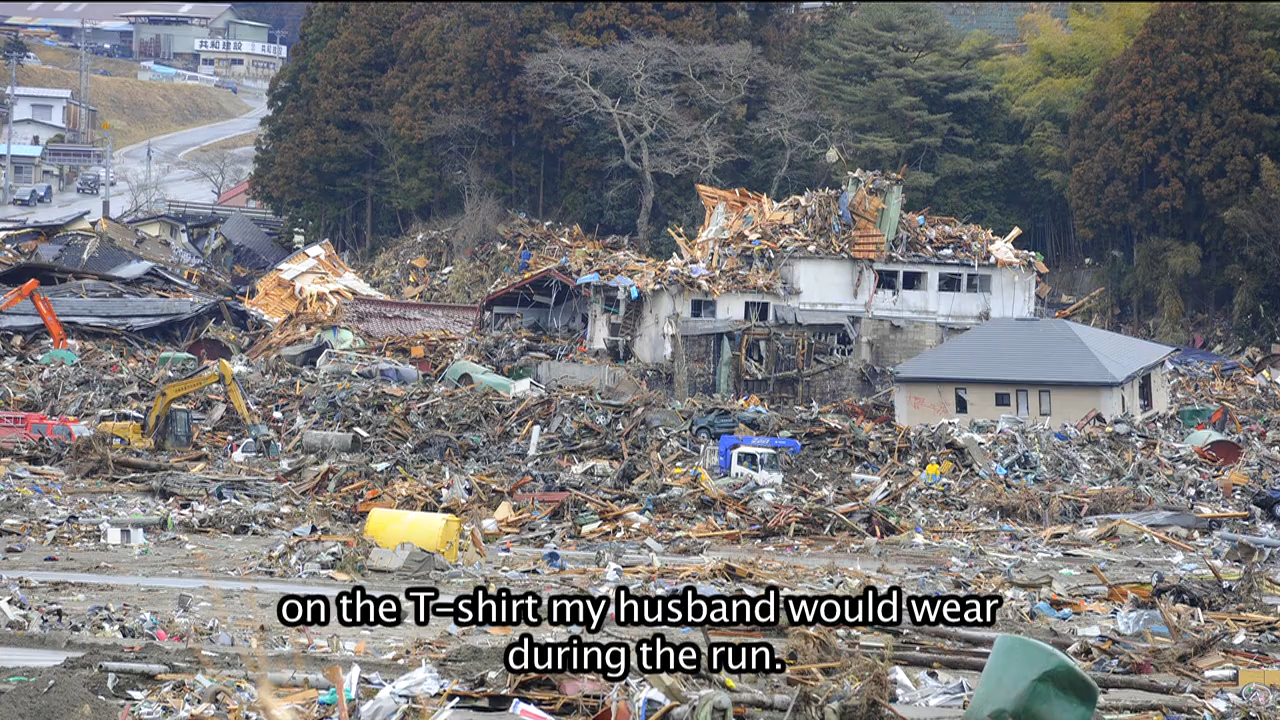 共和建設
on the T-shirt my husband would wear
during the run.